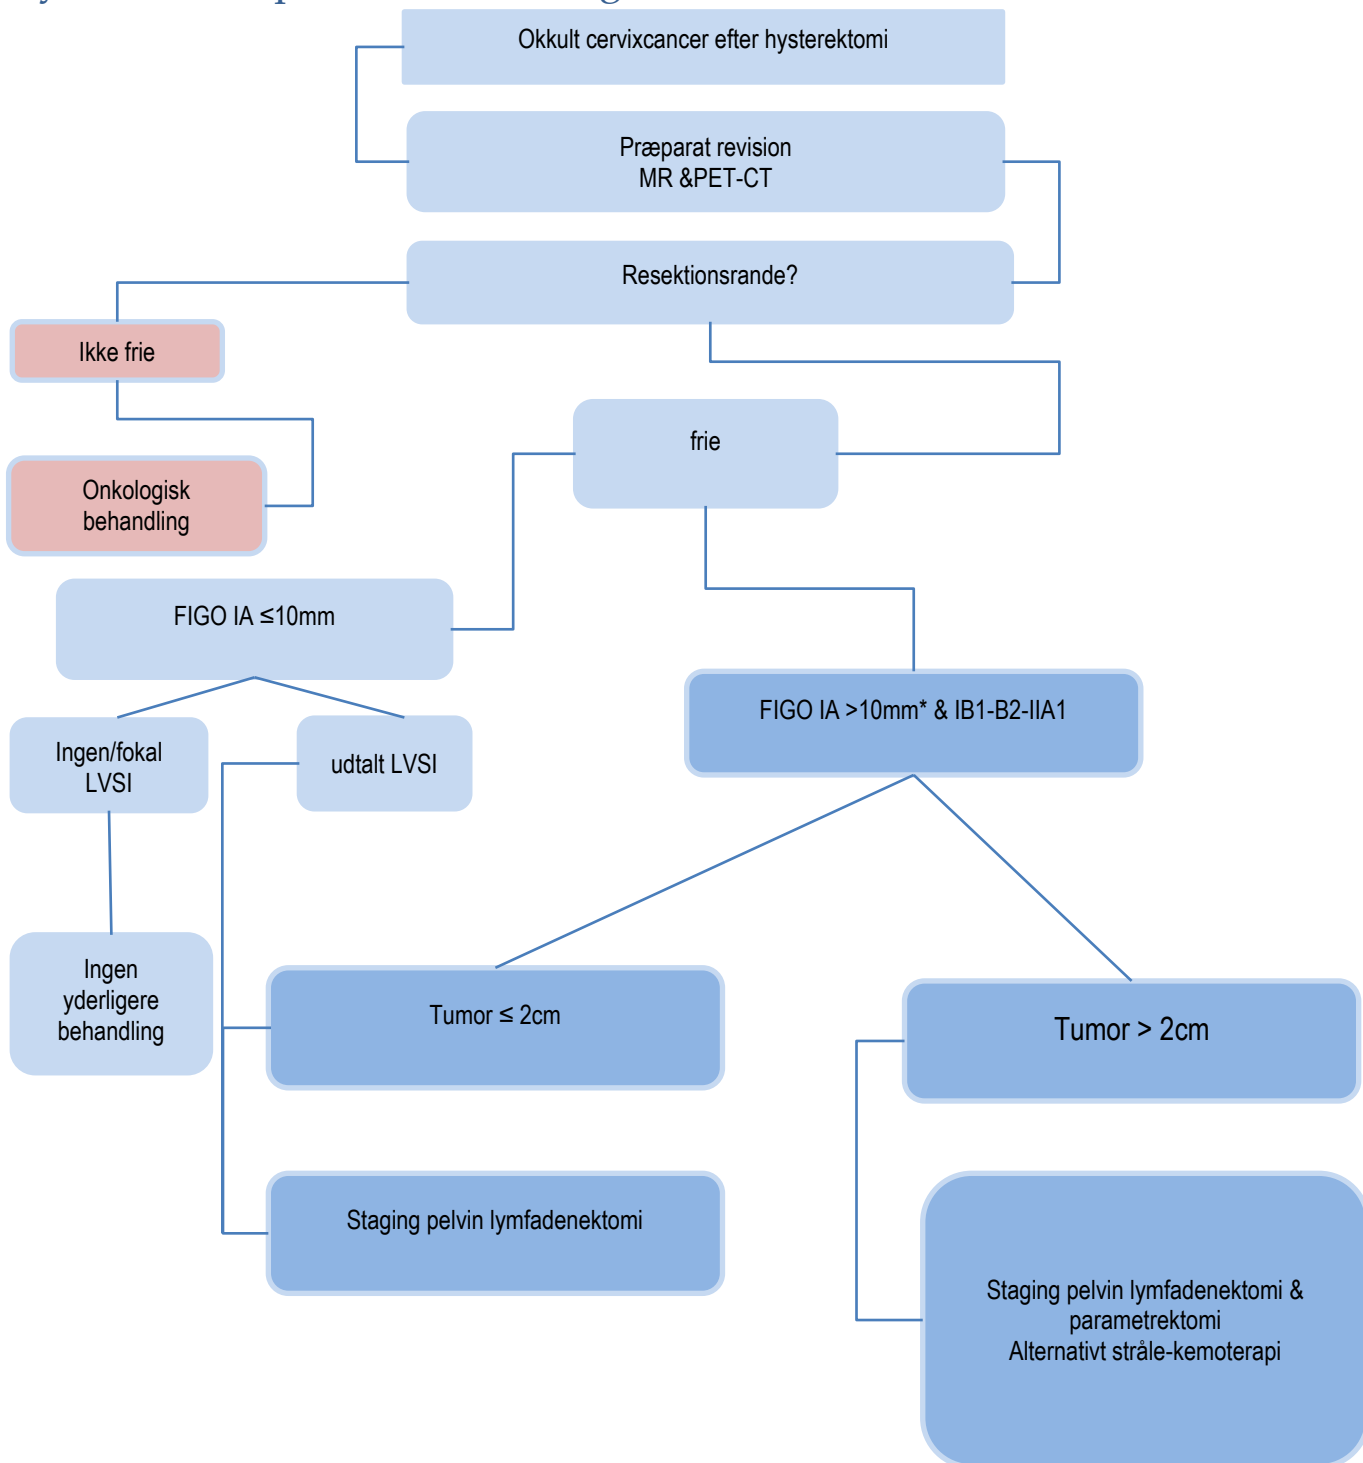 Okkult cervixcancer efter hysterektomi
Præparat revision
MR &PET-CT
Resektionsrande?
Ikke frie
frie
Onkologisk
behandling
FIGO IA ≤10mm
FIGO IA >10mm* & IB1-B2-IIA1
Ingen/fokal
LVSI
udtalt LVSI
Ingen
yderligere
behandling
Tumor ≤ 2cm
Tumor > 2cm
Staging pelvin lymfadenektomi
Staging pelvin lymfadenektomi &
parametrektomi
Alternativt stråle-kemoterapi